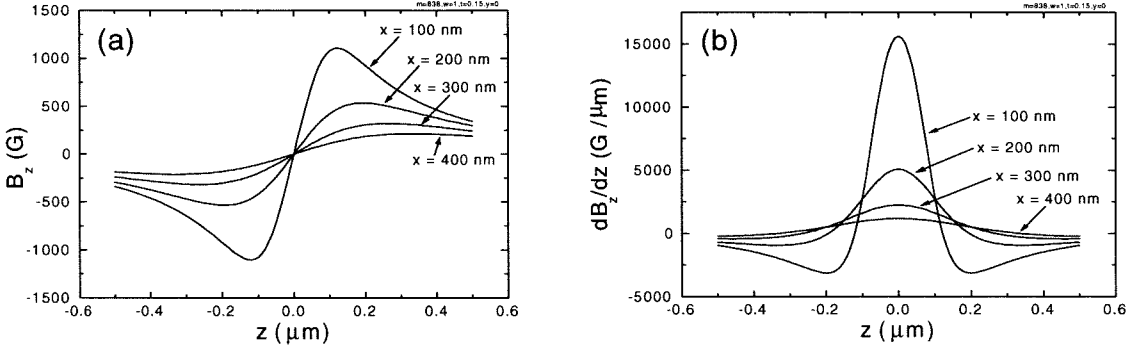 m=838,w=1,t=0.15,y=0
(a)
x = 100 nm
x = 200 nm
x = 300 nm
x = 400 nm
1500
1000
500
0
-500
-1000
-1500
B_z (G)
-0.6 -0.4 -0.2 0.0 0.2 0.4 0.6
z (μm)
m=838,w=1,t=0.15,y=0
(b)
x = 100 nm
x = 200 nm
x = 300 nm
x = 400 nm
15000
10000
5000
0
-5000
dB_z/dz (G /μm)
-0.6 -0.4 -0.2 0.0 0.2 0.4 0.6
z (μm)